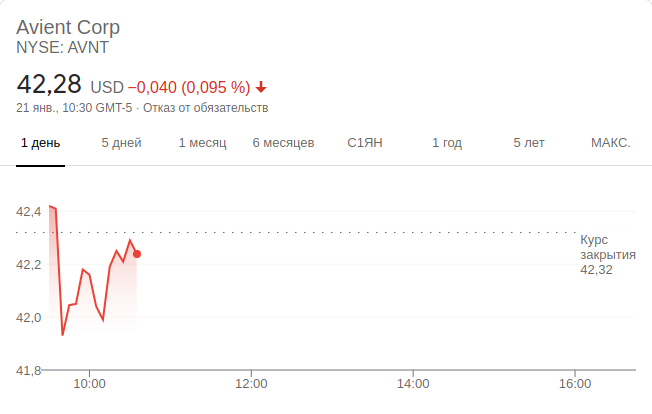 Avient Corp
NYSE: AVNT
42,28 USD −0,040 (0,095 %)
21 янв., 10:30 GMT-5 · Отказ от обязательств
1 день 5 дней 1 месяц 6 месяцев С1ЯН 1 год 5 лет МАКС.
42,4
Курс
закрытия
42,32
42,2
42,0
41,8
10:00 12:00 14:00 16:00